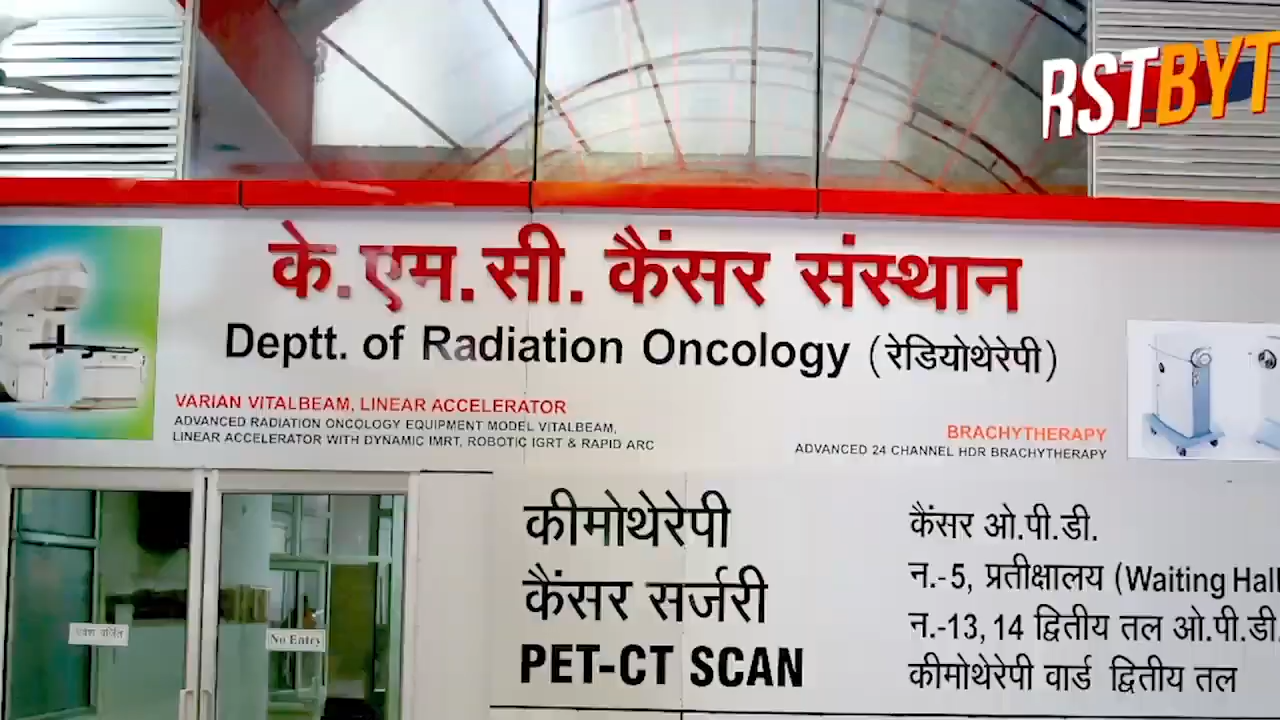 RSTBYT
के.एम.सी. कैंसर संस्थान
Deptt. of Radiation Oncology (रेडियोथेरेपी)
VARIAN VITALBEAM, LINEAR ACCELERATOR
ADVANCED RADIATION ONCOLOGY EQUIPMENT MODEL VITALBEAM,
LINEAR ACCELERATOR WITH DYNAMIC IMRT, ROBOTIC IGRT & RAPID ARC
BRACHYTHERAPY
ADVANCED 24 CHANNEL HDR BRACHYTHERAPY
कीमोथेरेपी
कैंसर सर्जरी
PET-CT SCAN
कैंसर ओ.पी.डी.
न.-5, प्रतीक्षालय (Waiting Hall
न.-13, 14 द्वितीय तल ओ.पी.डी.
कीमोथेरेपी वार्ड द्वितीय तल
प्रवेश वर्जित
No Entry